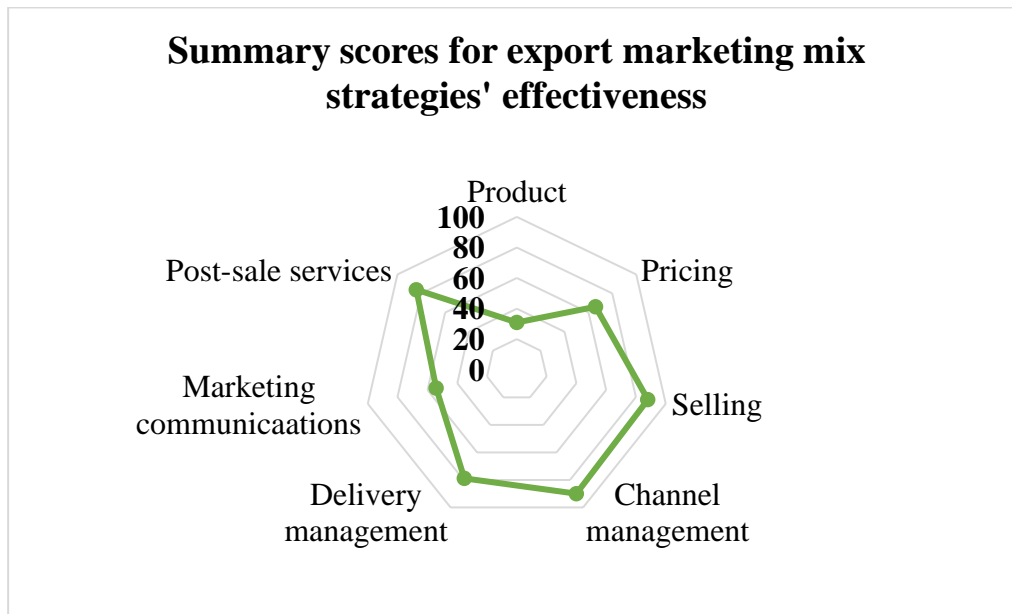 Summary scores for export marketing mix
strategies' effectiveness
Product
100
80
60
40
20
0
Pricing
Selling
Channel
management
Delivery
management
Marketing
communicaations
Post-sale services